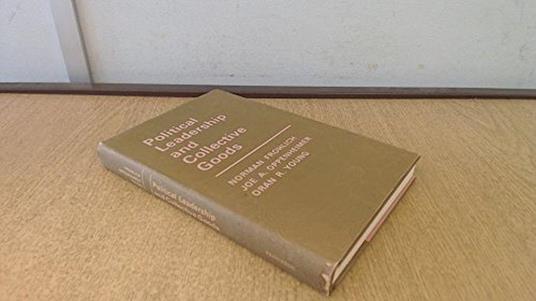 Political
Leadership
and
Collective
Goods
NORMAN FROHLICH
JOE A. OPPENHEIMER
ORAN R. YOUNG
Political Leadership
and Collective Goods